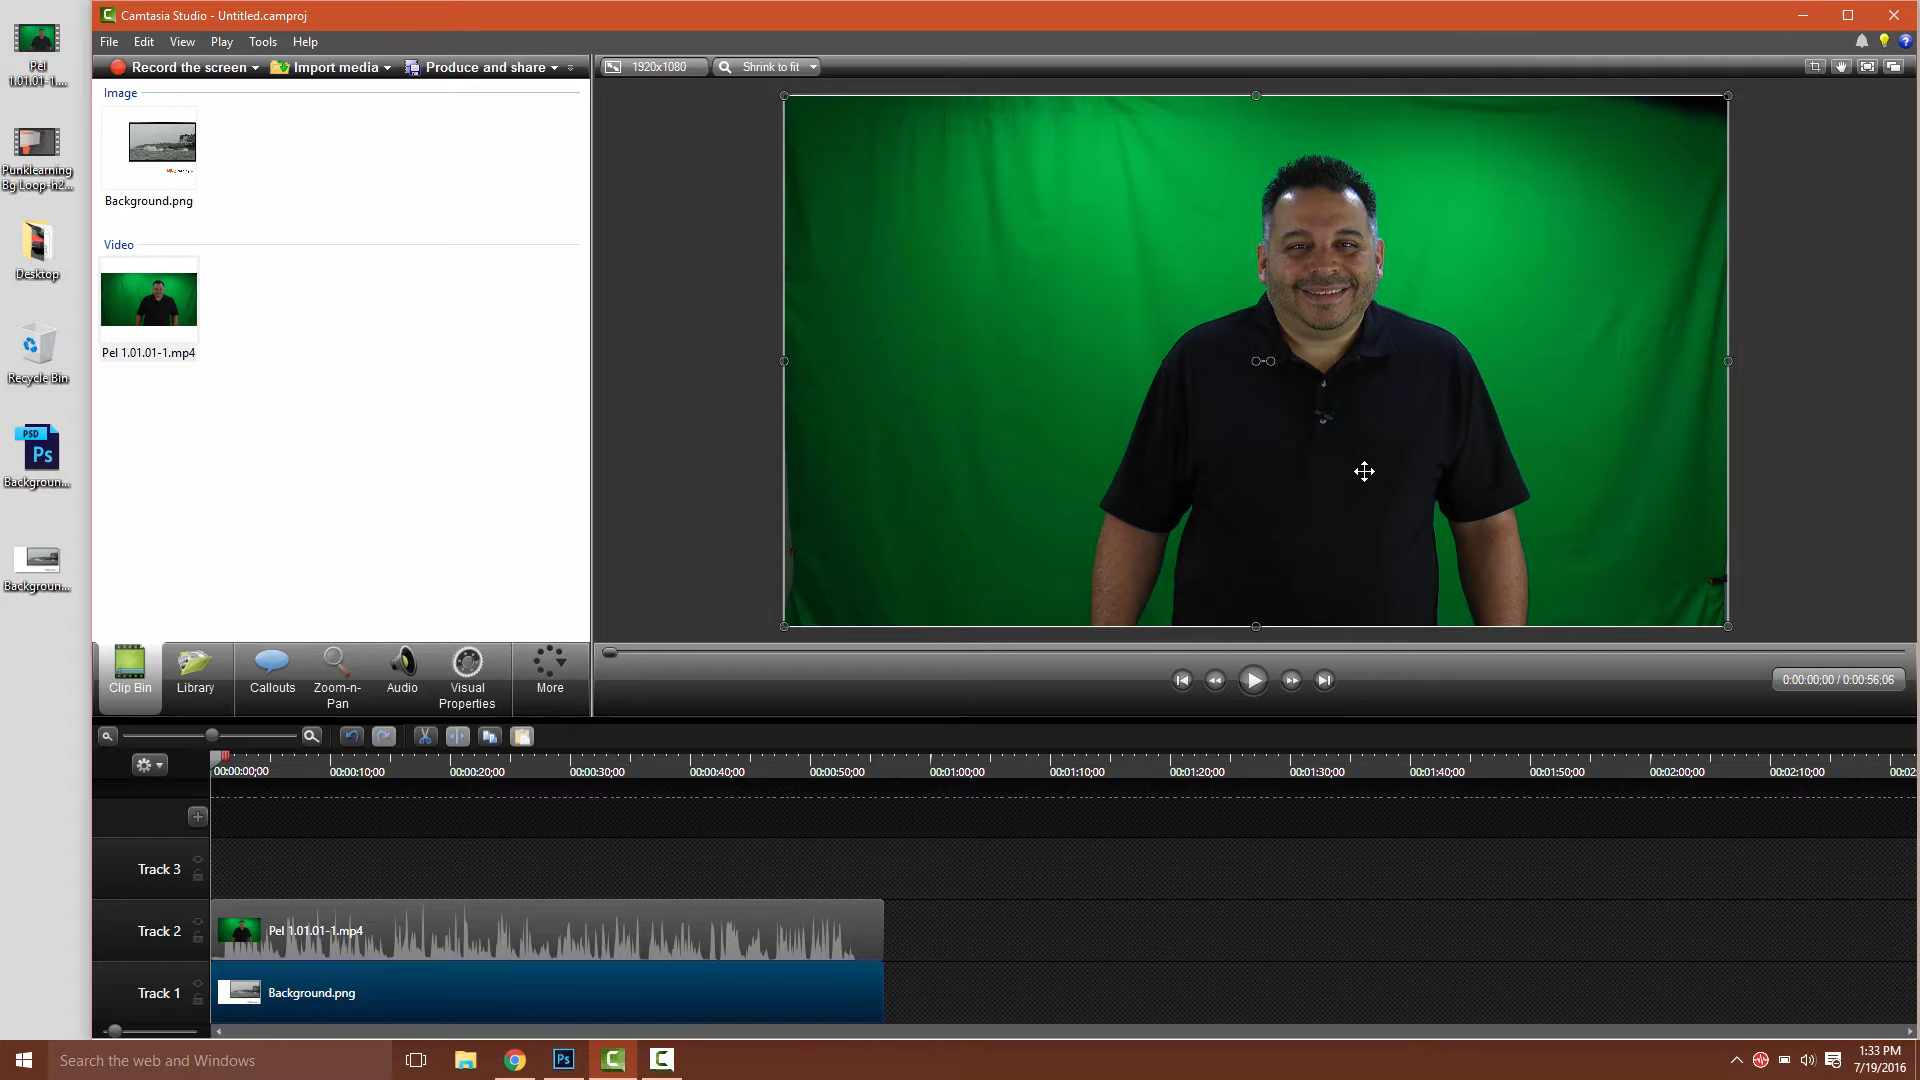 Camtasia Studio - Untitled.camproj
File Edit View Play Tools Help
Record the screen Import media Produce and share
1920x1080 Shrink to fit
Pel
1.01.01-1....
Punklearning
Bg Loop-h2...
Desktop
Recycle Bin
PSD
Ps
Backgroun...
Backgroun...
Image
Background.png
Video
Pel 1.01.01-1.mp4
Clip Bin
Library
Callouts
Zoom-n-
Pan
Audio
Visual
Properties
More
0:00:00;00 / 0:00:56;06
00:00:00;00 00:00:10;00 00:00:20;00 00:00:30;00 00:00:40;00 00:00:50;00 00:01:00;00 00:01:10;00 00:01:20;00 00:01:30;00 00:01:40;00 00:01:50;00 00:02:00;00 00:02:10;00 00:02
Track 3
Track 2
Pel 1.01.01-1.mp4
Track 1
Background.png
Search the web and Windows
Ps
1:33 PM
7/19/2016